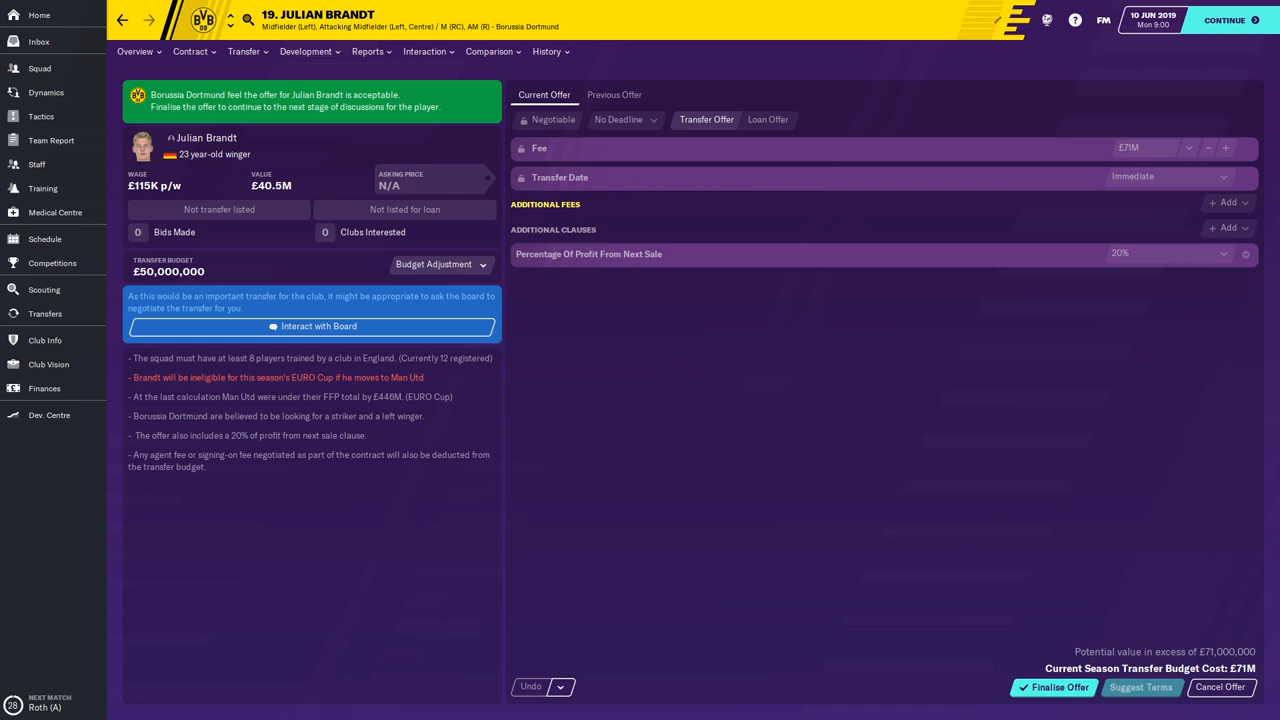 Home
Inbox
Squad
Dynamics
Tactics
Team Report
Staff
Training
Medical Centre
Schedule
Competitions
Scouting
Transfers
Club Info
Club Vision
Finances
Dev. Centre
28
NEXT MATCH
Roth (A)
BVB
09
19. JULIAN BRANDT
Midfielder (Left), Attacking Midfielder (Left, Centre) / M (RC), AM (R) - Borussia Dortmund
?
FM
10 JUN 2019
Mon 9:00
CONTINUE
Overview
Contract
Transfer
Development
Reports
Interaction
Comparison
History
Borussia Dortmund feel the offer for Julian Brandt is acceptable.
Finalise the offer to continue to the next stage of discussions for the player.
Julian Brandt
23 year-old winger
WAGE
£115K p/w
VALUE
£40.5M
ASKING PRICE
N/A
Not transfer listed
Not listed for loan
0 Bids Made
0 Clubs Interested
TRANSFER BUDGET
£50,000,000
Budget Adjustment
As this would be an important transfer for the club, it might be appropriate to ask the board to
negotiate the transfer for you.
Interact with Board
- The squad must have at least 8 players trained by a club in England. (Currently 12 registered)
- Brandt will be ineligible for this season's EURO Cup if he moves to Man Utd
- At the last calculation Man Utd were under their FFP total by £446M. (EURO Cup)
- Borussia Dortmund are believed to be looking for a striker and a left winger.
- The offer also includes a 20% of profit from next sale clause.
- Any agent fee or signing-on fee negotiated as part of the contract will also be deducted from
the transfer budget.
Current Offer
Previous Offer
Negotiable
No Deadline
Transfer Offer
Loan Offer
Fee
£71M
Transfer Date
Immediate
ADDITIONAL FEES
Add
ADDITIONAL CLAUSES
Add
Percentage Of Profit From Next Sale
20%
Potential value in excess of £71,000,000
Current Season Transfer Budget Cost: £71M
Undo
Finalise Offer
Suggest Terms
Cancel Offer